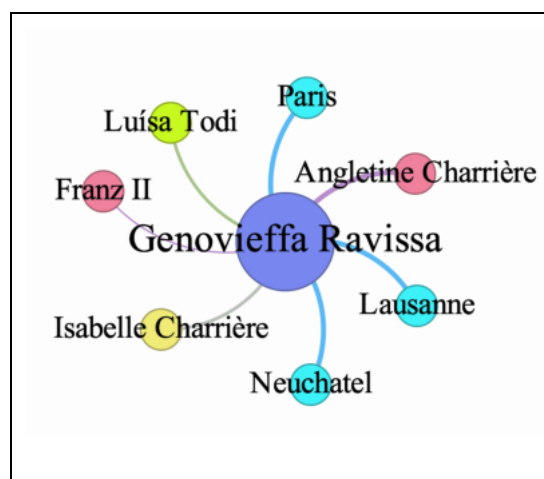 Paris
Luísa Todi
Angletine Charrière
Franz II
Genovieffa Ravissa
Lausanne
Isabelle Charrière
Neuchatel